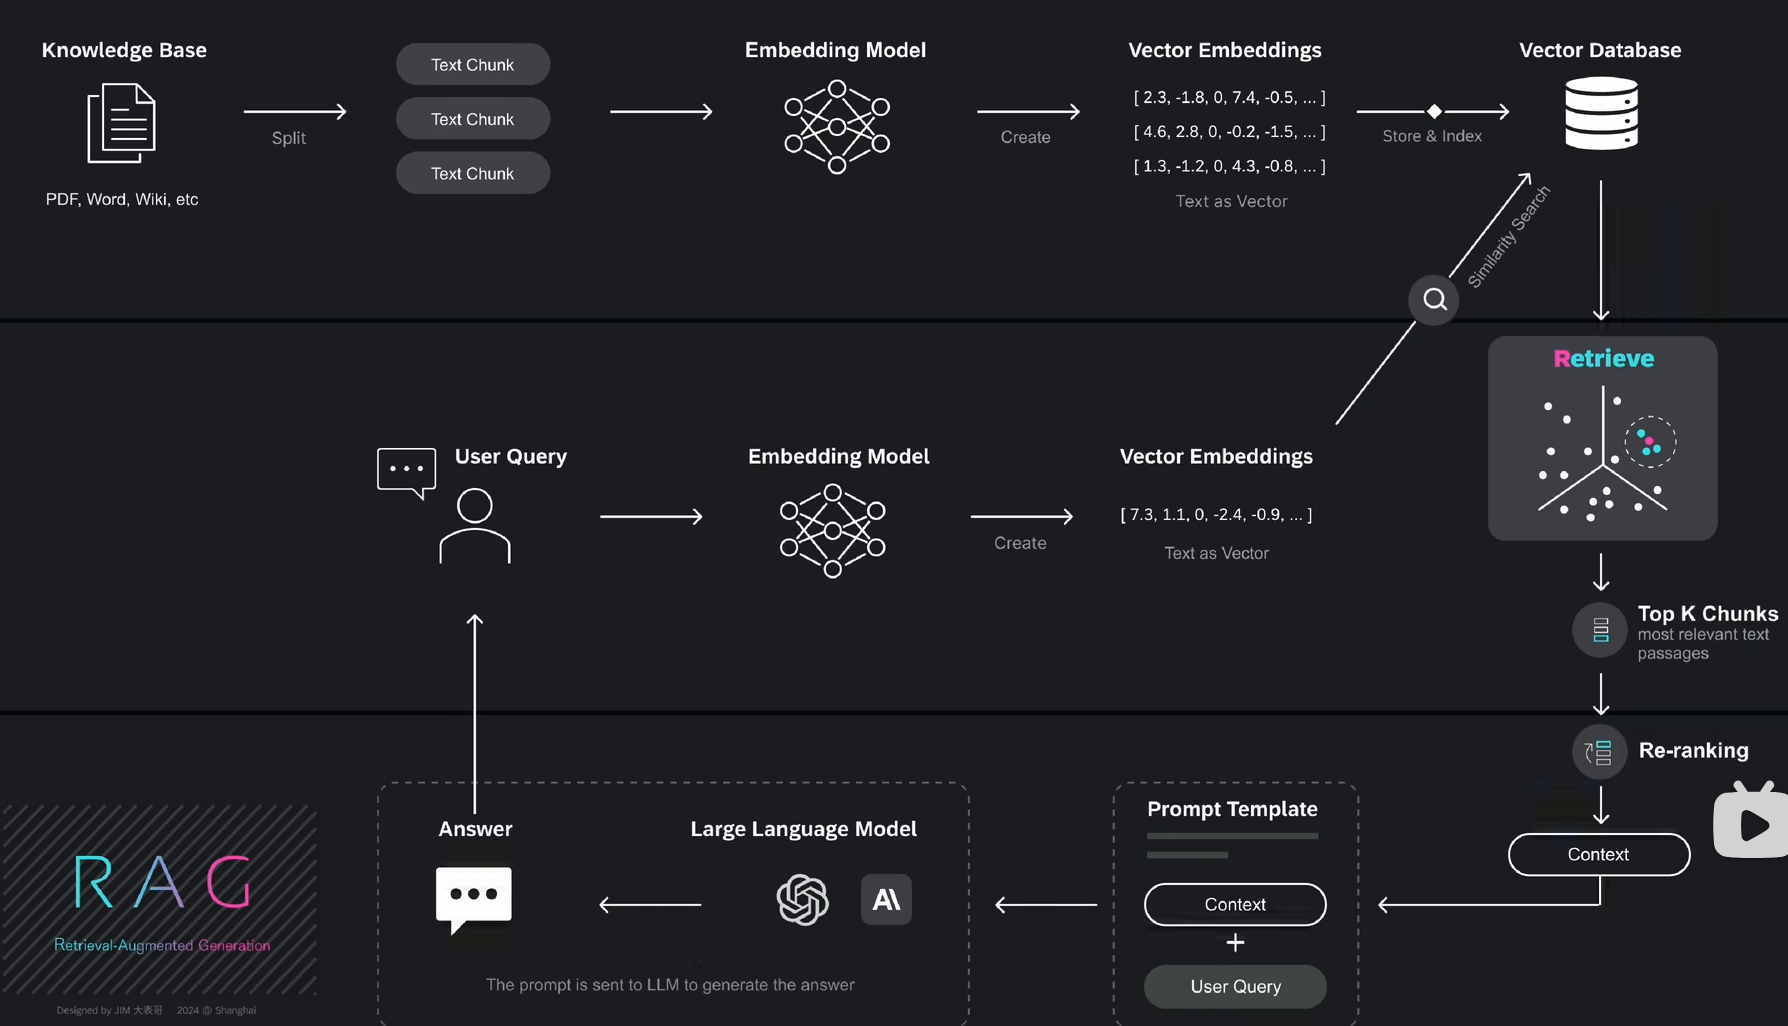 Knowledge Base
PDF, Word, Wiki, etc
Split
Text Chunk
Text Chunk
Text Chunk
Embedding Model
Create
Vector Embeddings
[ 2.3, -1.8, 0, 7.4, -0.5, ... ]
[ 4.6, 2.8, 0, -0.2, -1.5, ... ]
[ 1.3, -1.2, 0, 4.3, -0.8, ... ]
Text as Vector
Store & Index
Vector Database
Similarity Search
User Query
Embedding Model
Create
Vector Embeddings
[ 7.3, 1.1, 0, -2.4, -0.9, ... ]
Text as Vector
Retrieve
Top K Chunks
most relevant text
passages
Re-ranking
Context
Prompt Template
Context
+
User Query
Large Language Model
A\
Answer
The prompt is sent to LLM to generate the answer
RAG
Retrieval-Augmented Generation
Designed by JIM 大表哥 2024 @ Shanghai